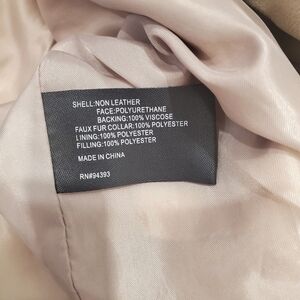 SHELL:NON LEATHER
FACE:POLYURETHANE
BACKING:100% VISCOSE
FAUX FUR COLLAR:100% POLYESTER
LINING:100% POLYESTER
FILLING:100% POLYESTER
MADE IN CHINA
RN#94393